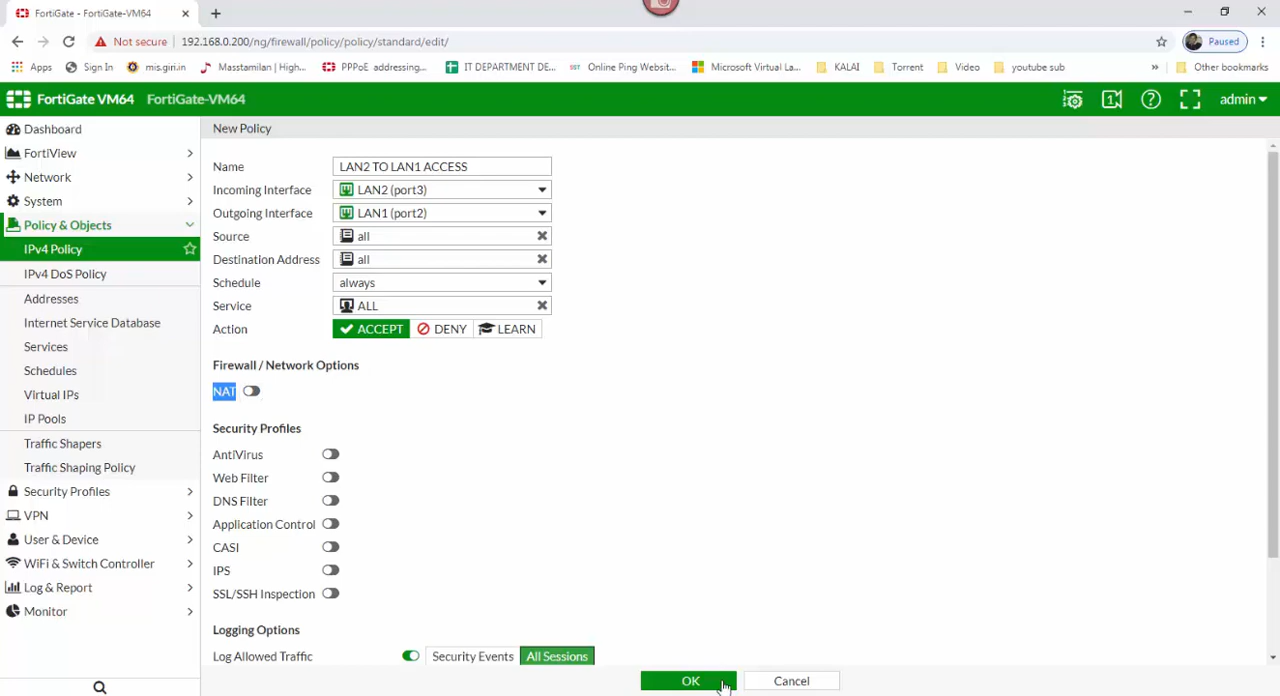 FortiGate - FortiGate-VM64
Not secure 192.168.0.200/ng/firewall/policy/policy/standard/edit/ Paused
Apps Sign In mis.giri.in Masstamilan | High... PPPoE addressing... IT DEPARTMENT DE... Online Ping Websit... Microsoft Virtual La... KALAI Torrent Video youtube sub » Other bookmarks
FortiGate VM64 FortiGate-VM64 1 admin
Dashboard
FortiView
Network
System
Policy & Objects
IPv4 Policy
IPv4 DoS Policy
Addresses
Internet Service Database
Services
Schedules
Virtual IPs
IP Pools
Traffic Shapers
Traffic Shaping Policy
Security Profiles
VPN
User & Device
WiFi & Switch Controller
Log & Report
Monitor
New Policy
Name LAN2 TO LAN1 ACCESS
Incoming Interface LAN2 (port3)
Outgoing Interface LAN1 (port2)
Source all
Destination Address all
Schedule always
Service ALL
Action ACCEPT DENY LEARN
Firewall / Network Options
NAT
Security Profiles
AntiVirus
Web Filter
DNS Filter
Application Control
CASI
IPS
SSL/SSH Inspection
Logging Options
Log Allowed Traffic Security Events All Sessions
OK Cancel